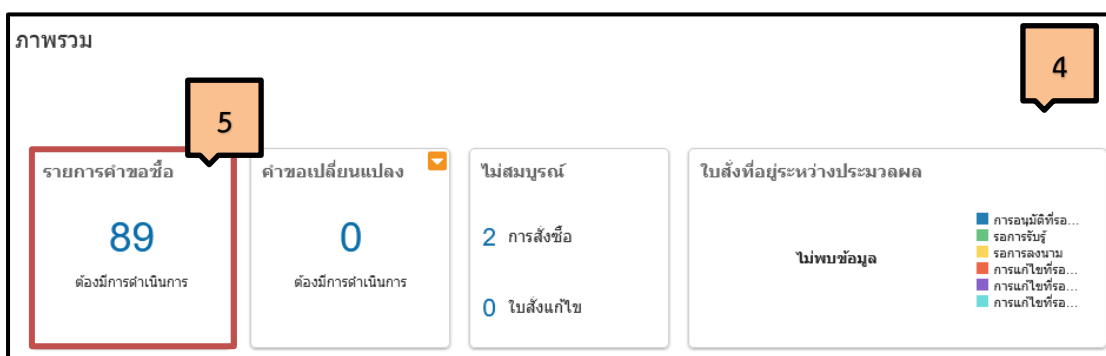 ภาพรวม
4
5
รายการคำขอซื้อ
89
ต้องมีการดำเนินการ
คำขอเปลี่ยนแปลง
0
ต้องมีการดำเนินการ
ไม่สมบูรณ์
2 การสั่งซื้อ
0 ใบสั่งแก้ไข
ใบสั่งที่อยู่ระหว่างประมวลผล
ไม่พบข้อมูล
การอนุมัติที่รอ...
รอการรับรู้
รอการลงนาม
การแก้ไขที่รอ...
การแก้ไขที่รอ...
การแก้ไขที่รอ...